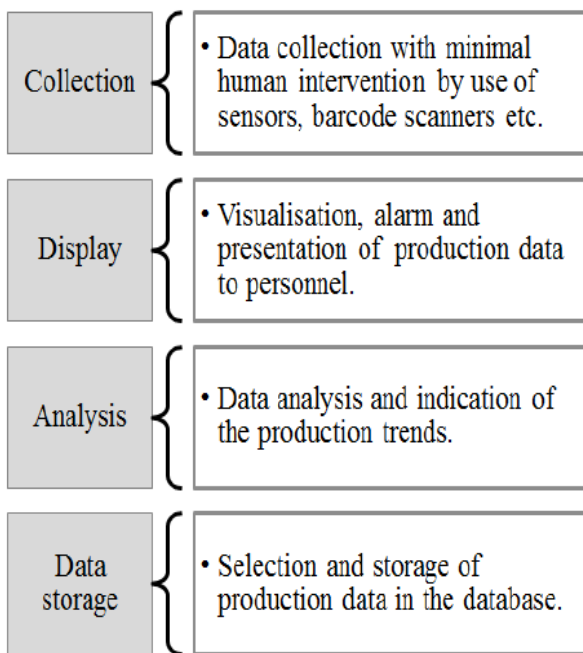 Collection
• Data collection with minimal
human intervention by use of
sensors, barcode scanners etc.
Display
• Visualisation, alarm and
presentation of production data
to personnel.
Analysis
• Data analysis and indication of
the production trends.
Data
storage
• Selection and storage of
production data in the database.